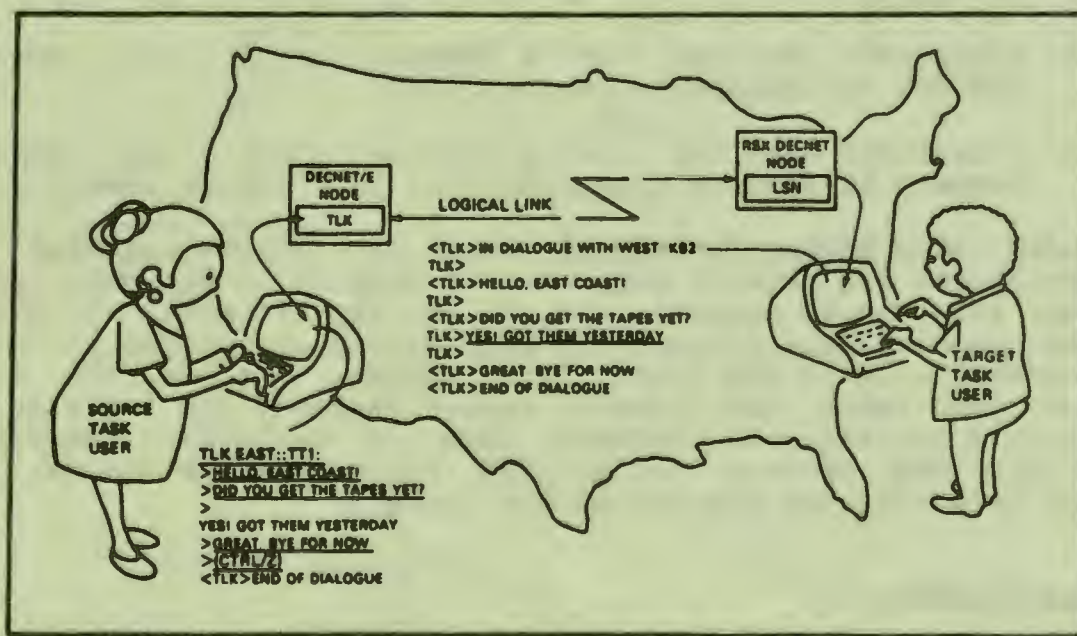 DECNET/E
NODE
TLK
LOGICAL LINK
RSX DECNET
NODE
LSN
<TLK>IN DIALOGUE WITH WEST KB2
TLK>
<TLK>HELLO, EAST COAST!
TLK>
<TLK>DID YOU GET THE TAPES YET?
TLK>YES! GOT THEM YESTERDAY
TLK>
<TLK>GREAT BYE FOR NOW
<TLK>END OF DIALOGUE
SOURCE
TASK
USER
TARGET
TASK
USER
TLK EAST::TT1:
>HELLO, EAST COAST!
>DID YOU GET THE TAPES YET?
>
YES! GOT THEM YESTERDAY
>GREAT BYE FOR NOW
>(CTRL/Z)
<TLK>END OF DIALOGUE